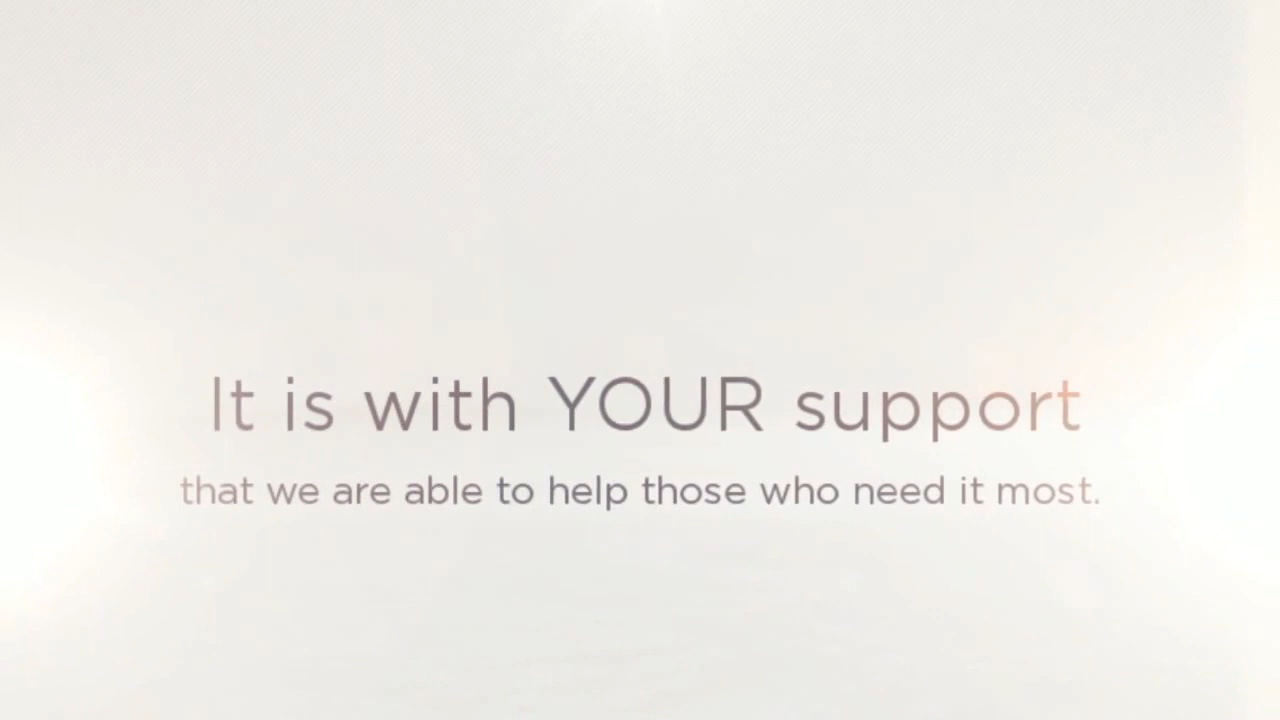 It is with YOUR support
that we are able to help those who need it most.